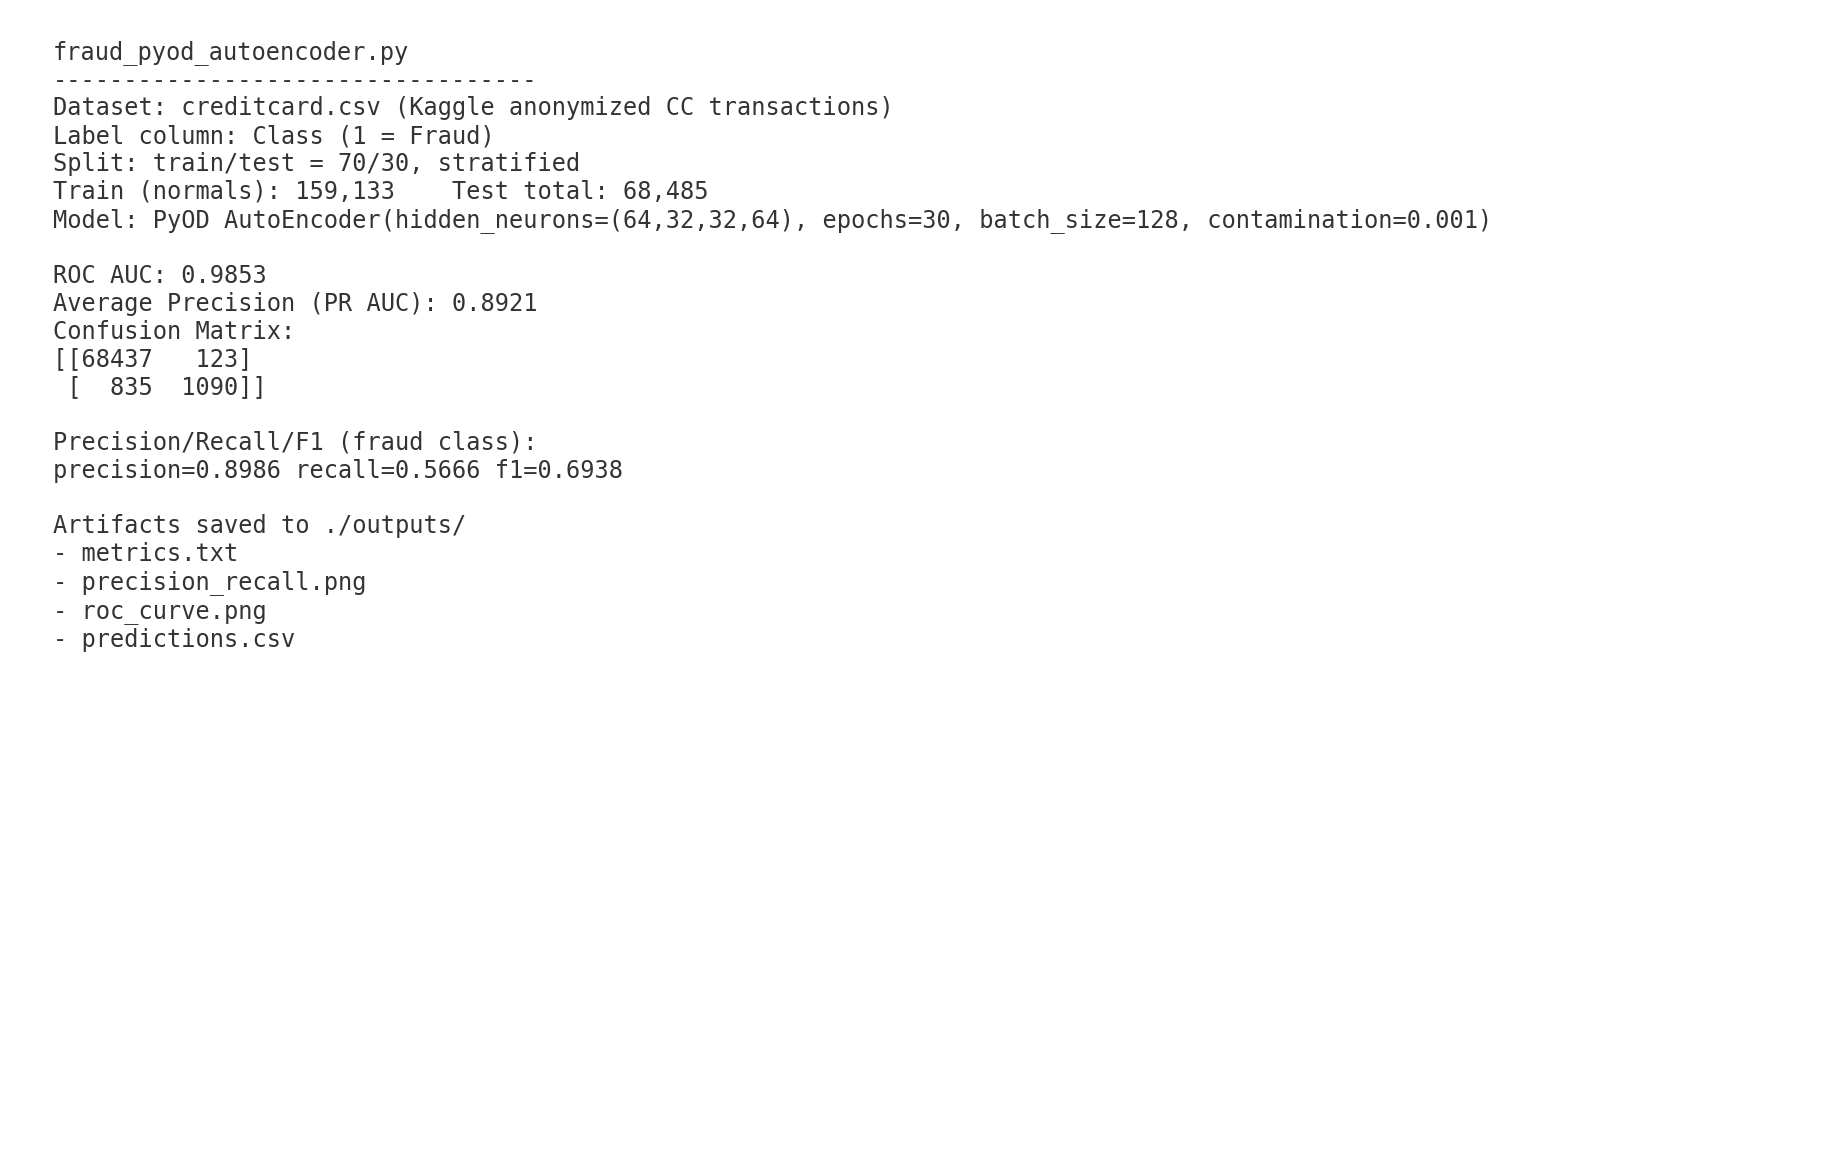 fraud_pyod_autoencoder.py
----------------------------------
Dataset: creditcard.csv (Kaggle anonymized CC transactions)
Label column: Class (1 = Fraud)
Split: train/test = 70/30, stratified
Train (normals): 159,133    Test total: 68,485
Model: PyOD AutoEncoder(hidden_neurons=(64,32,32,64), epochs=30, batch_size=128, contamination=0.001)
ROC AUC: 0.9853
Average Precision (PR AUC): 0.8921
Confusion Matrix:
[[68437   123]
 [  835  1090]]
Precision/Recall/F1 (fraud class):
precision=0.8986 recall=0.5666 f1=0.6938
Artifacts saved to ./outputs/
- metrics.txt
- precision_recall.png
- roc_curve.png
- predictions.csv